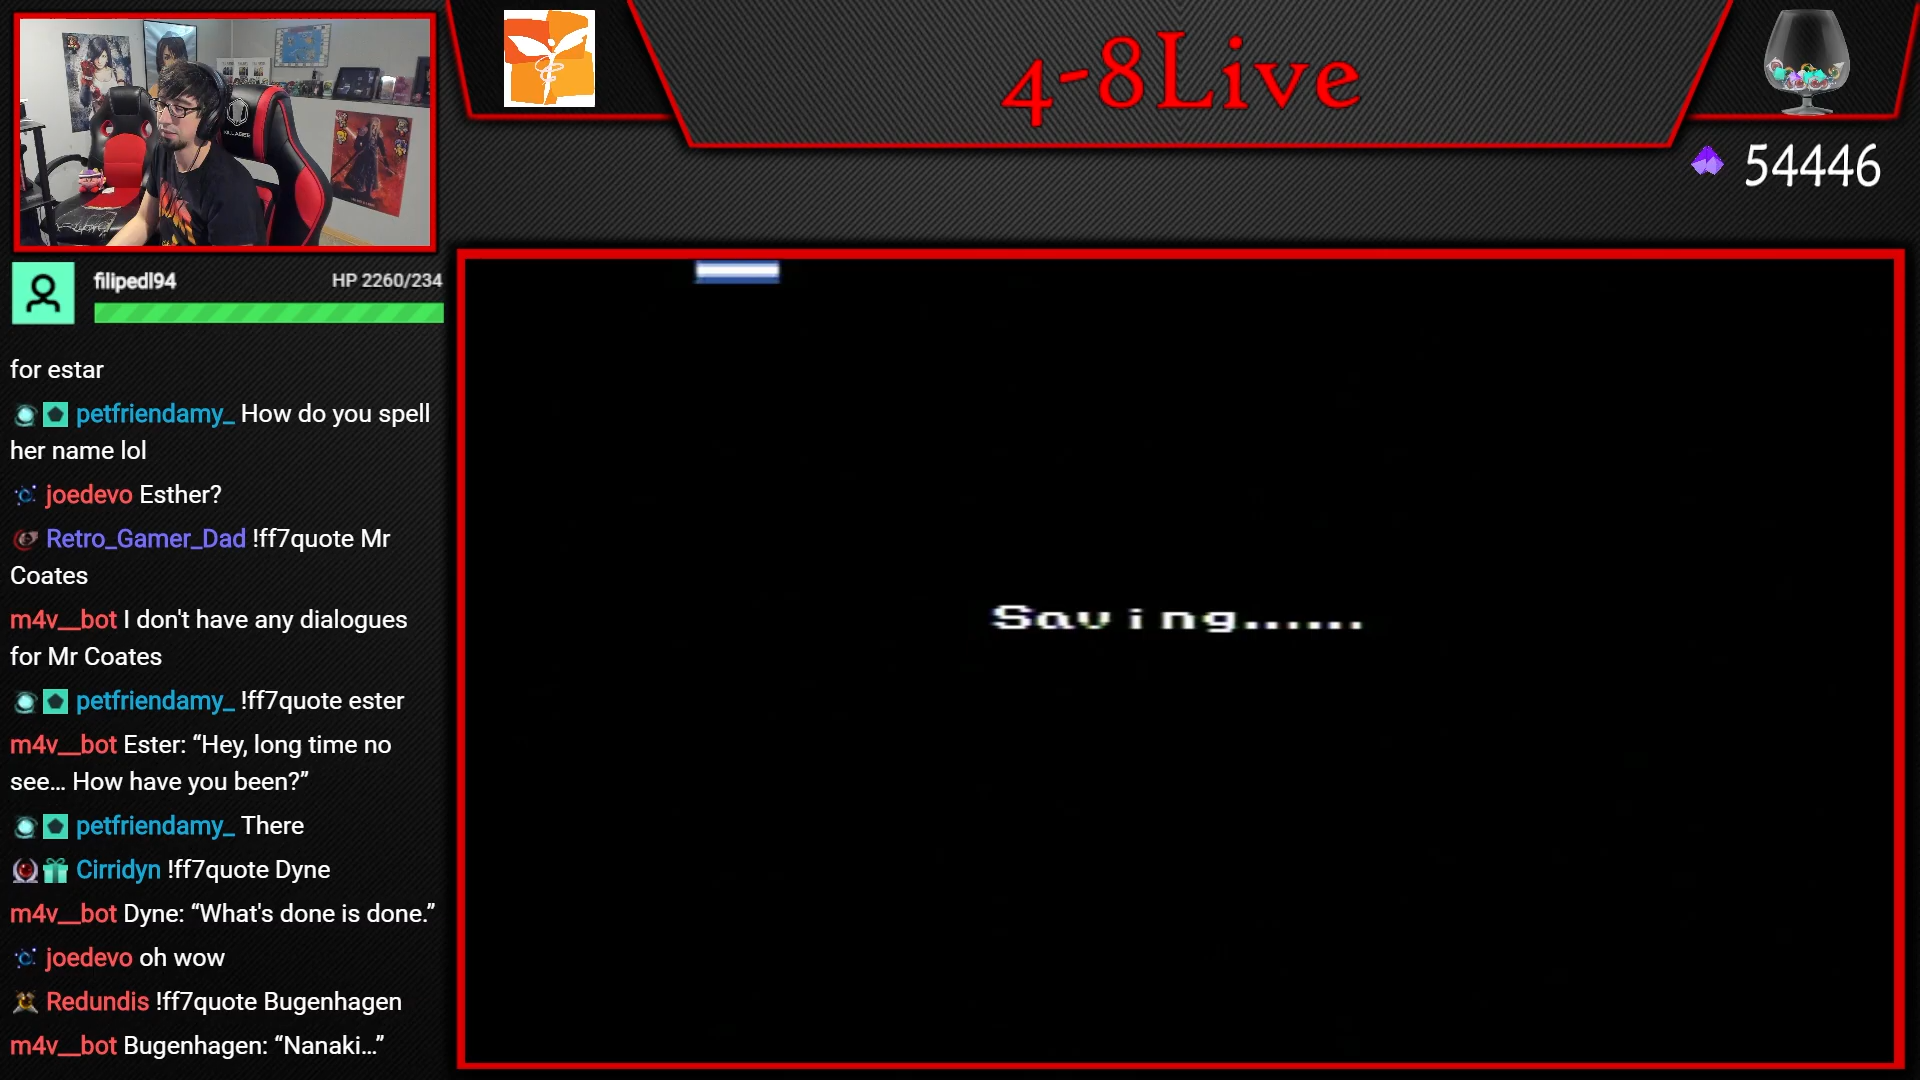 4-8Live
54446
filipedl94 HP 2260/234
for estar
petfriendamy_ How do you spell
her name lol
joedevo Esther?
Retro_Gamer_Dad !ff7quote Mr
Coates
m4v__bot I don't have any dialogues
for Mr Coates
petfriendamy_ !ff7quote ester
m4v__bot Ester: “Hey, long time no
see... How have you been?”
petfriendamy_ There
Cirridyn !ff7quote Dyne
m4v__bot Dyne: “What's done is done.”
joedevo oh wow
Redundis !ff7quote Bugenhagen
m4v__bot Bugenhagen: “Nanaki...”
Saving......